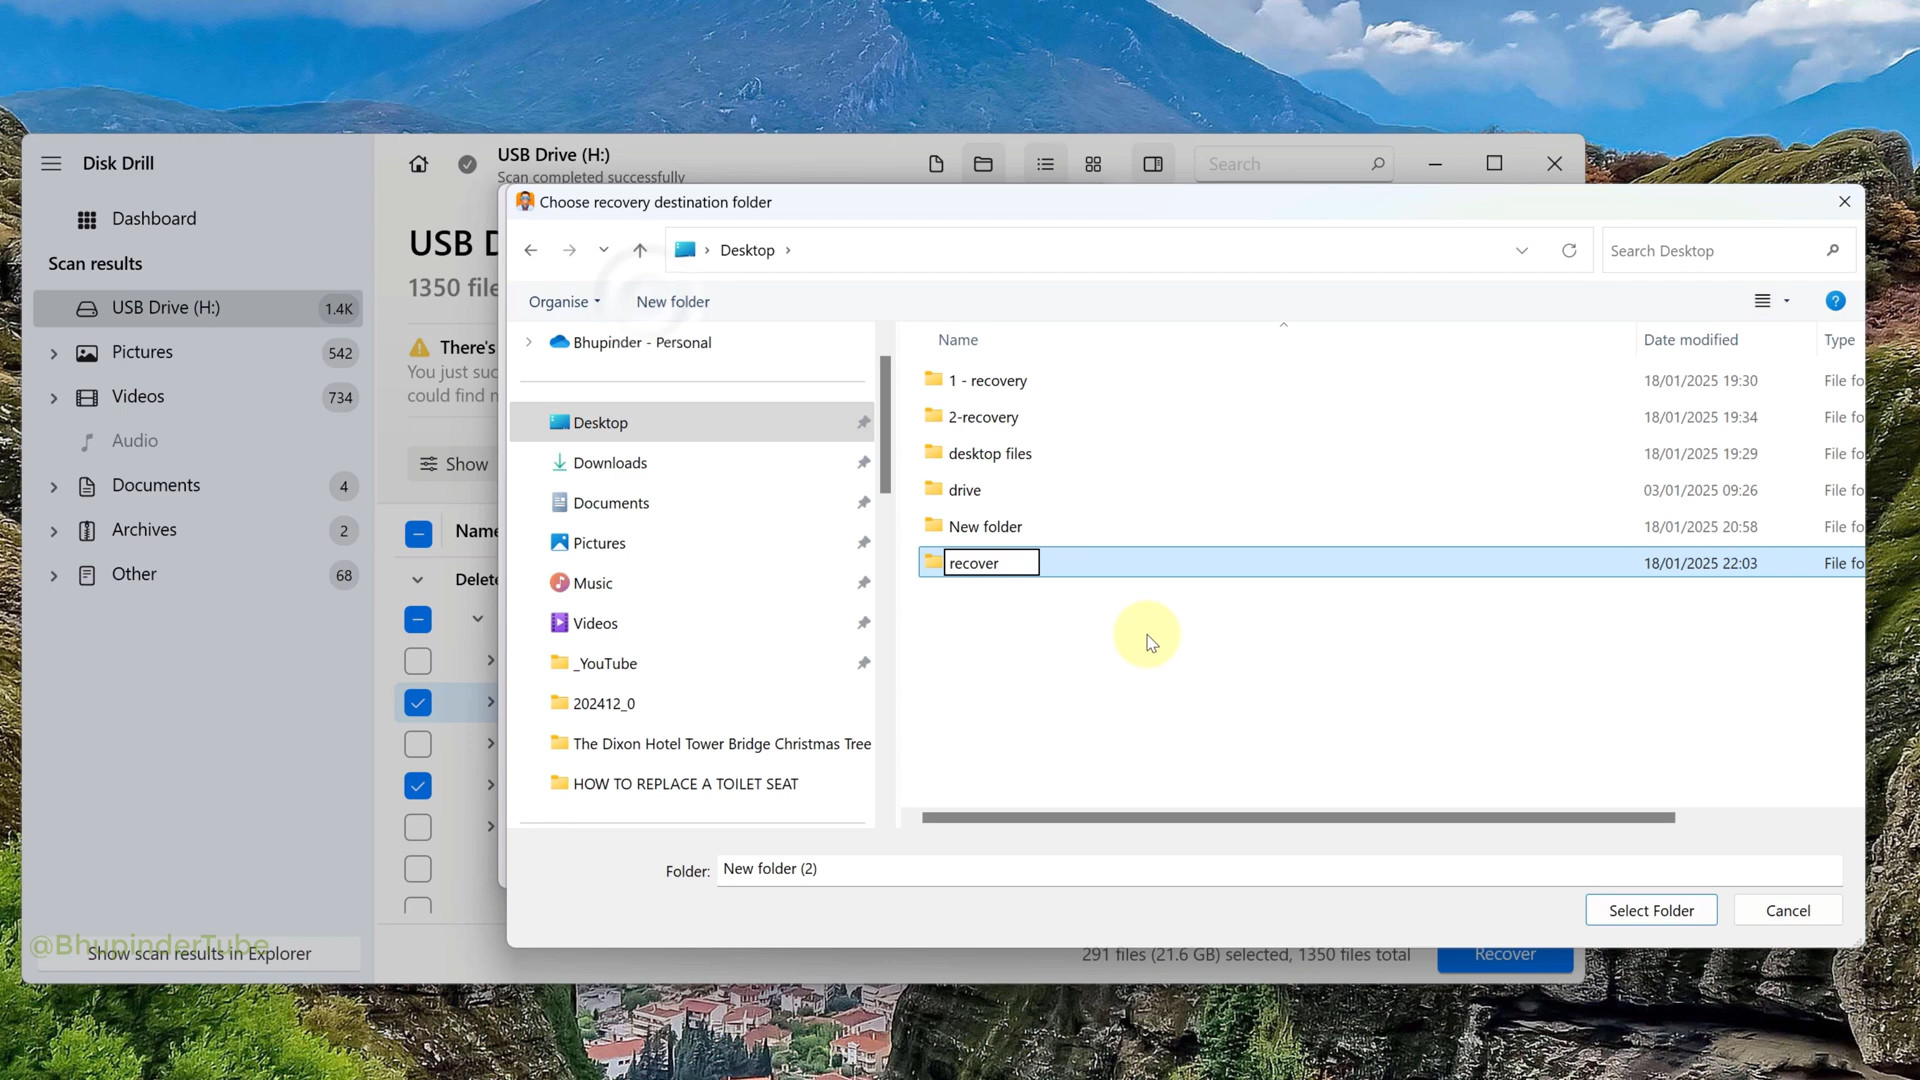 Disk Drill
Dashboard
Scan results
USB Drive (H:) 1.4K
Pictures 542
Videos 734
Audio
Documents 4
Archives 2
Other 68
Show scan results in Explorer
@BhupinderTube
USB Drive (H:)
Scan completed successfully
Search
USB D
1350 file
There's
You just suc
could find m
Show
Name
Delete
291 files (21.6 GB) selected, 1350 files total
Recover
Choose recovery destination folder
Desktop
Search Desktop
Organise
New folder
?
Bhupinder - Personal
Desktop
Downloads
Documents
Pictures
Music
Videos
_YouTube
202412_0
The Dixon Hotel Tower Bridge Christmas Tree
HOW TO REPLACE A TOILET SEAT
Name Date modified Type
1 - recovery 18/01/2025 19:30 File fo
2-recovery 18/01/2025 19:34 File fo
desktop files 18/01/2025 19:29 File fo
drive 03/01/2025 09:26 File fo
New folder 18/01/2025 20:58 File fo
recover 18/01/2025 22:03 File fo
Folder: New folder (2)
Select Folder
Cancel